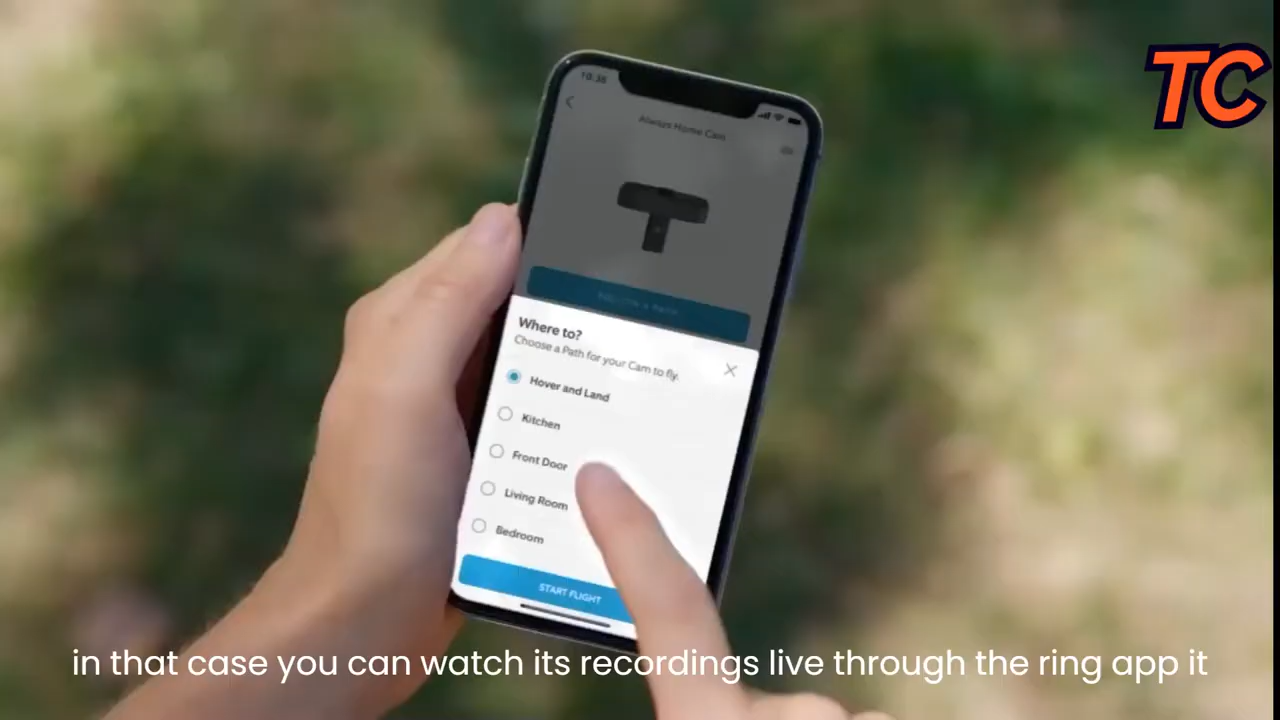 TC
10:38
Always Home Cam
FOLLOW A PATH
Where to?
Choose a Path for your Cam to fly.
Hover and Land
Kitchen
Front Door
Living Room
Bedroom
START FLIGHT
in that case you can watch its recordings live through the ring app it